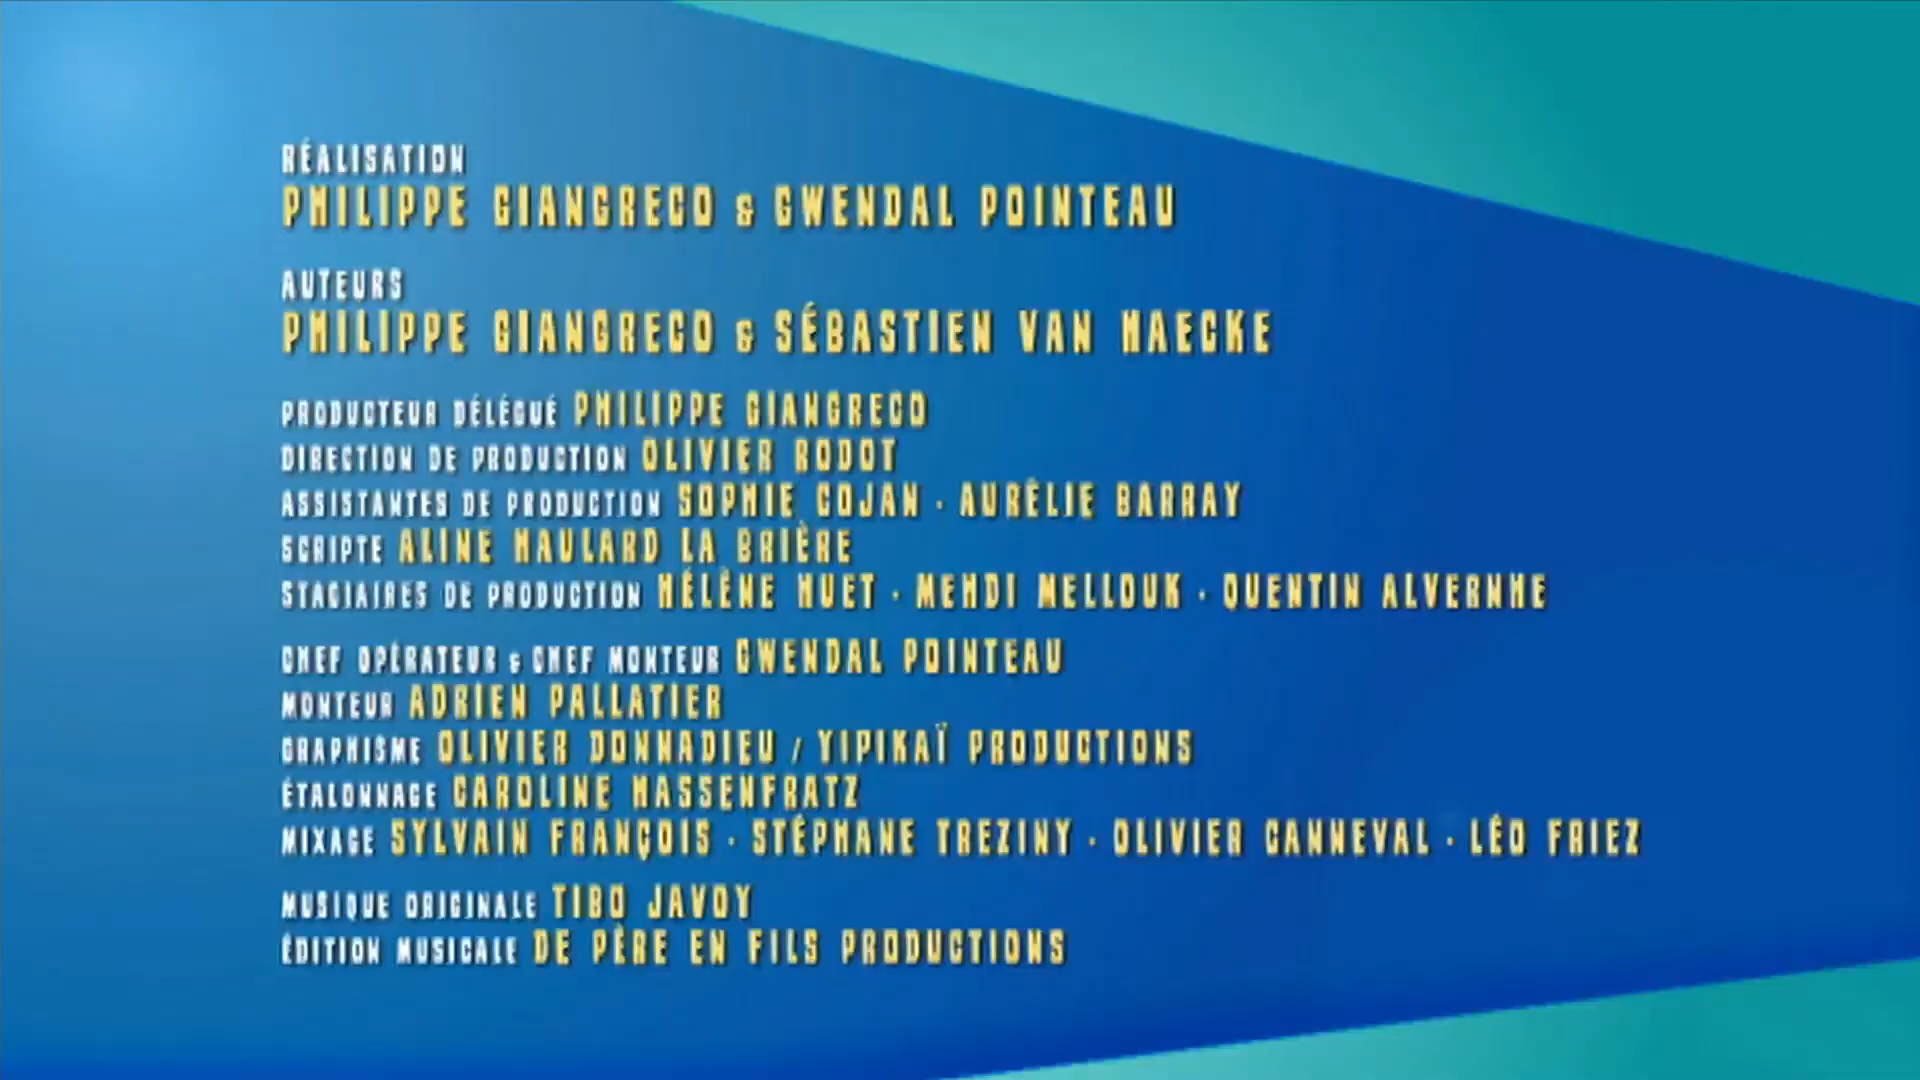 RÉALISATION
PHILIPPE GIANGRECO & GWENDAL POINTEAU
AUTEURS
PHILIPPE GIANGRECO & SÉBASTIEN VAN HAECKE
PRODUCTEUR DÉLÉGUÉ PHILIPPE GIANGRECO
DIRECTION DE PRODUCTION OLIVIER RODOT
ASSISTANTES DE PRODUCTION SOPHIE COJAN · AURÉLIE BARRAY
SCRIPTE ALINE HAULARD LA BRIÈRE
STAGIAIRES DE PRODUCTION HÉLÈNE HUET · MEHDI MELLOUK · QUENTIN ALVERNHE
CHEF OPÉRATEUR & CHEF MONTEUR GWENDAL POINTEAU
MONTEUR ADRIEN PALLATIER
GRAPHISME OLIVIER DONNADIEU / YIPIKAÏ PRODUCTIONS
ÉTALONNAGE CAROLINE HASSENFRATZ
MIXAGE SYLVAIN FRANÇOIS · STÉPHANE TREZINY · OLIVIER CANNEVAL · LÉO FRIEZ
MUSIQUE ORIGINALE TIBO JAVOY
ÉDITION MUSICALE DE PÈRE EN FILS PRODUCTIONS